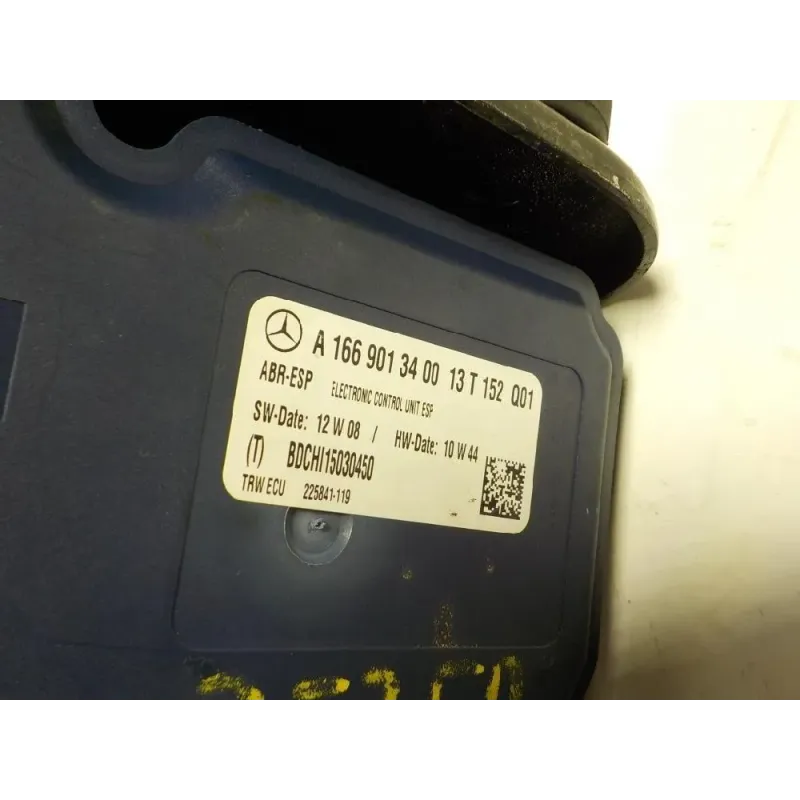 A 166 901 34 00 13 T 152 Q01
ABR-ESP ELECTRONIC CONTROL UNIT ESP
SW-Date: 12 W 08 / HW-Date: 10 W 44
(T) BDCHI15030450
TRW ECU 225841-119